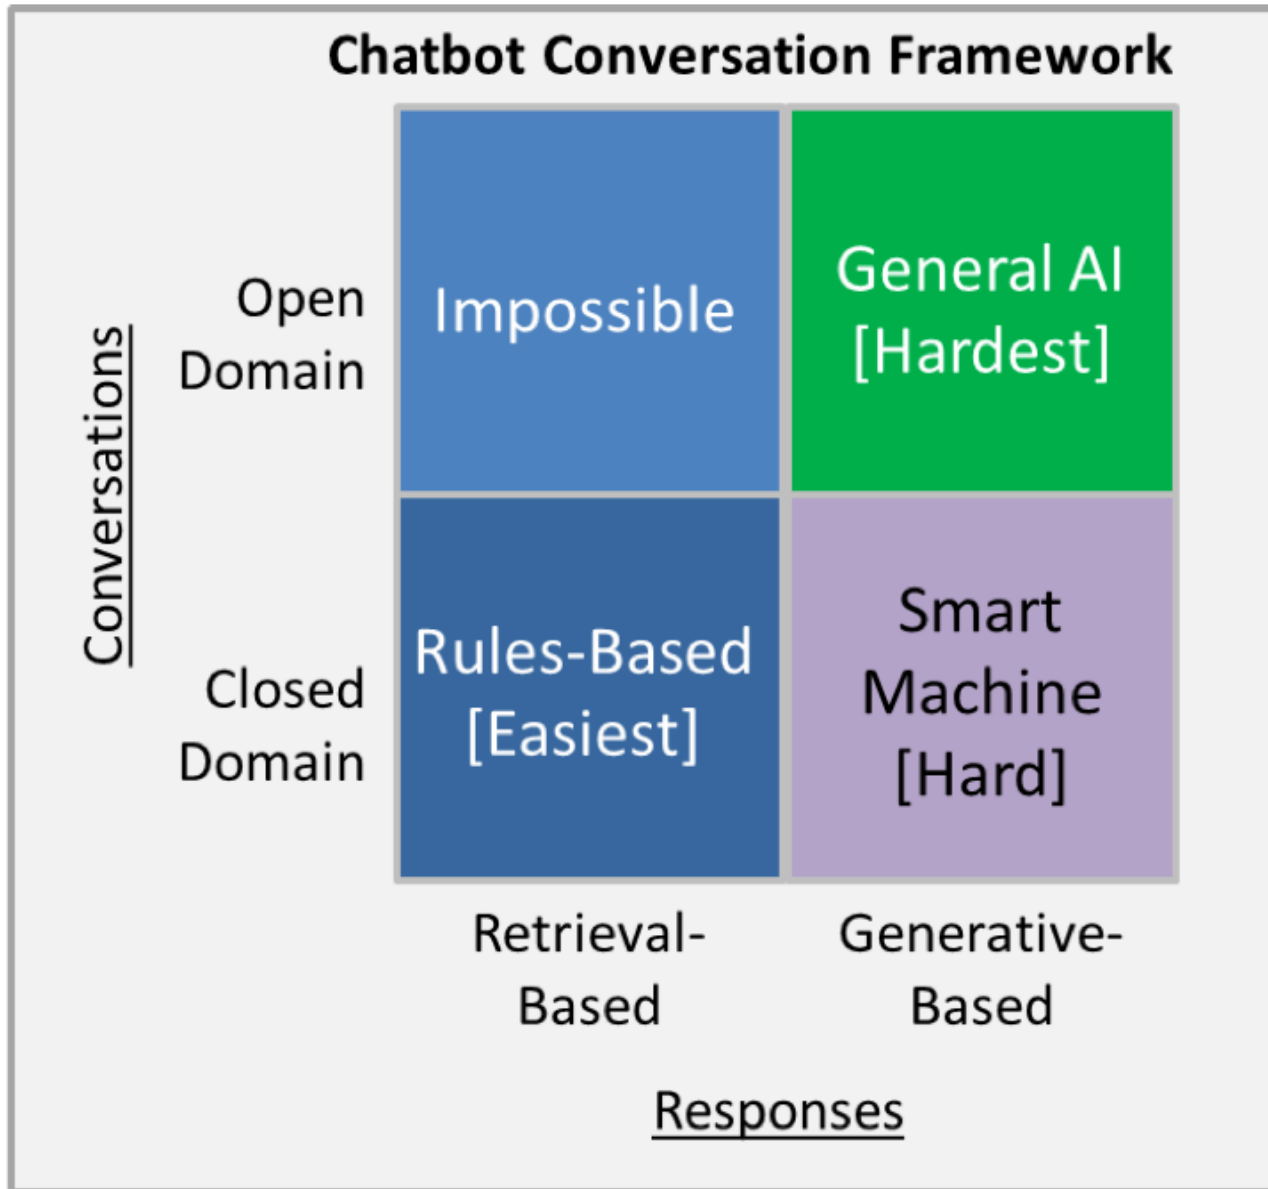 Chatbot Conversation Framework
Conversations
Open
Domain
Impossible
General AI
[Hardest]
Closed
Domain
Rules-Based
[Easiest]
Smart
Machine
[Hard]
Retrieval-
Based
Generative-
Based
Responses